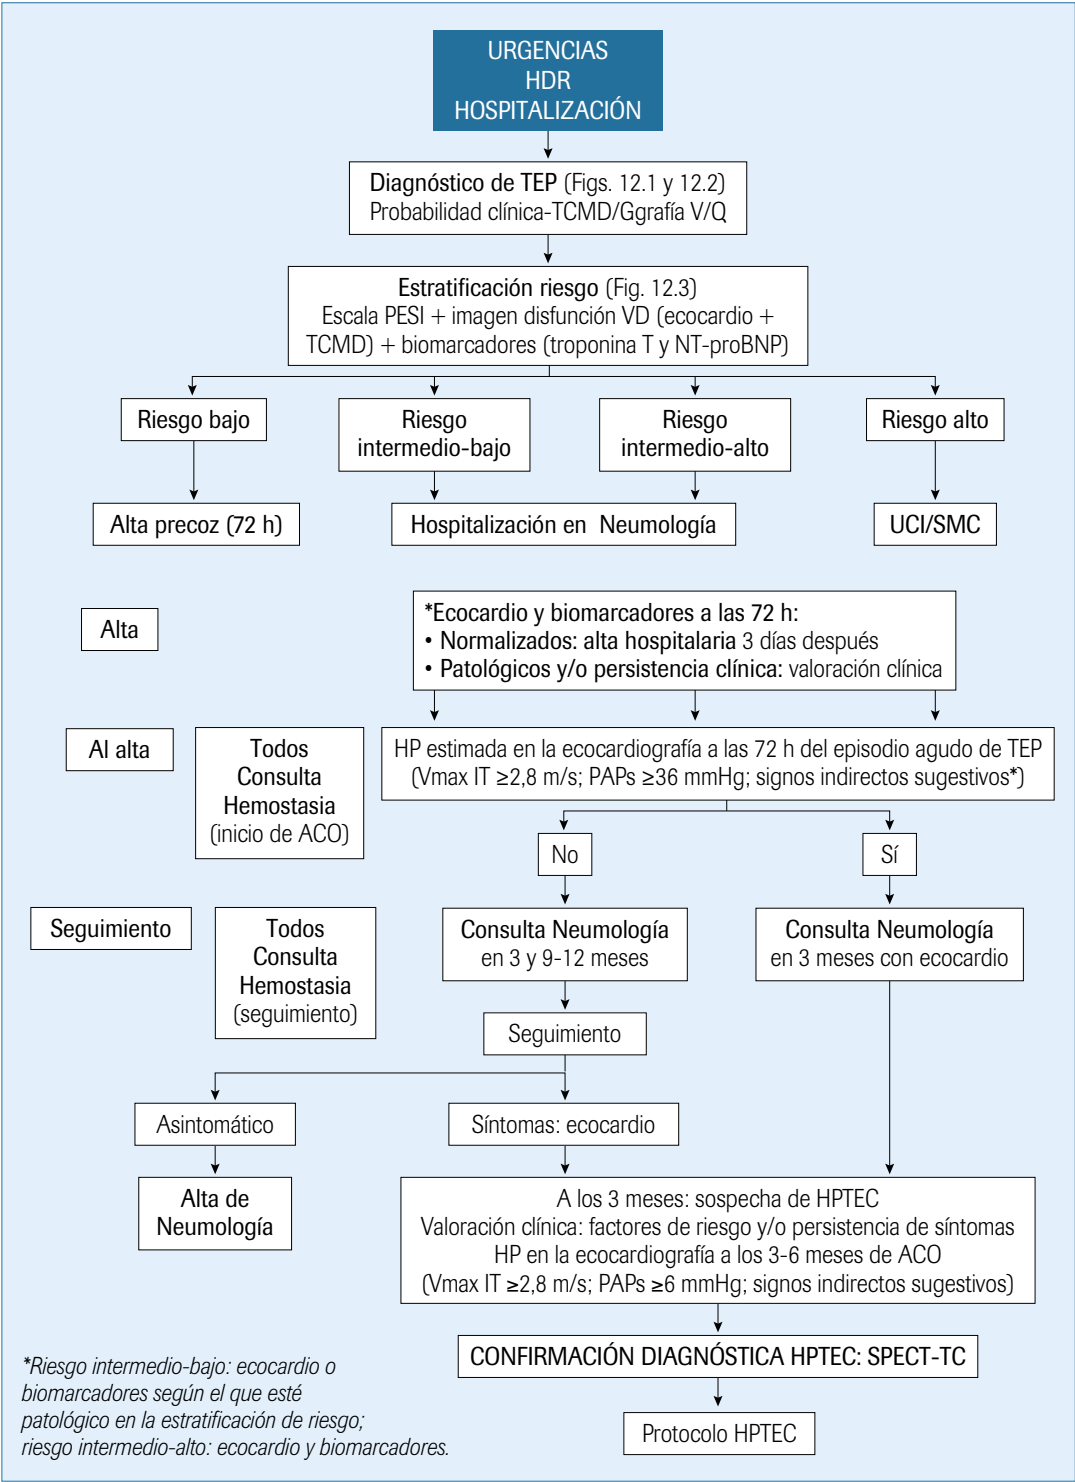 URGENCIAS
HDR
HOSPITALIZACIÓN
Diagnóstico de TEP (Figs. 12.1 y 12.2)
Probabilidad clínica-TCMD/Ggrafía V/Q
Estratificación riesgo (Fig. 12.3)
Escala PESI + imagen disfunción VD (ecocardio +
TCMD) + biomarcadores (troponina T y NT-proBNP)
Riesgo bajo
Riesgo
intermedio-bajo
Riesgo
intermedio-alto
Riesgo alto
Alta precoz (72 h)
Hospitalización en Neumología
UCI/SMC
Alta
*Ecocardio y biomarcadores a las 72 h:
• Normalizados: alta hospitalaria 3 días después
• Patológicos y/o persistencia clínica: valoración clínica
Al alta
Todos
Consulta
Hemostasia
(inicio de ACO)
HP estimada en la ecocardiografía a las 72 h del episodio agudo de TEP
(Vmax IT ≥2,8 m/s; PAPs ≥36 mmHg; signos indirectos sugestivos*)
No
Sí
Seguimiento
Todos
Consulta
Hemostasia
(seguimiento)
Consulta Neumología
en 3 y 9-12 meses
Consulta Neumología
en 3 meses con ecocardio
Seguimiento
Asintomático
Síntomas: ecocardio
Alta de
Neumología
A los 3 meses: sospecha de HPTEC
Valoración clínica: factores de riesgo y/o persistencia de síntomas
HP en la ecocardiografía a los 3-6 meses de ACO
(Vmax IT ≥2,8 m/s; PAPs ≥6 mmHg; signos indirectos sugestivos)
CONFIRMACIÓN DIAGNÓSTICA HPTEC: SPECT-TC
Protocolo HPTEC
*Riesgo intermedio-bajo: ecocardio o
biomarcadores según el que esté
patológico en la estratificación de riesgo;
riesgo intermedio-alto: ecocardio y biomarcadores.